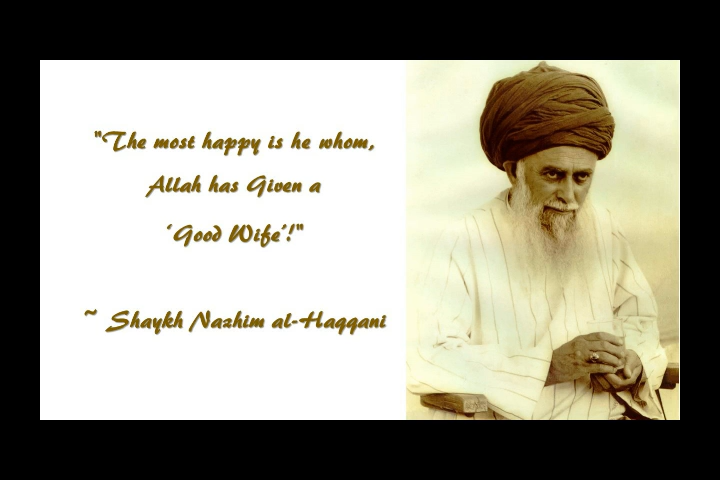 "The most happy is he whom,
Allah has Given a
‘Good Wife’!"
~ Shaykh Nazhim al-Haqqani